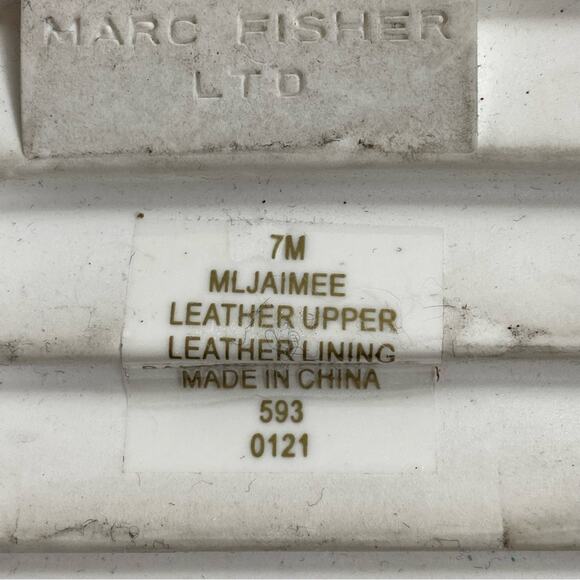 MARC FISHER
LTD
7M
MLJAIMEE
LEATHER UPPER
LEATHER LINING
MADE IN CHINA
593
0121